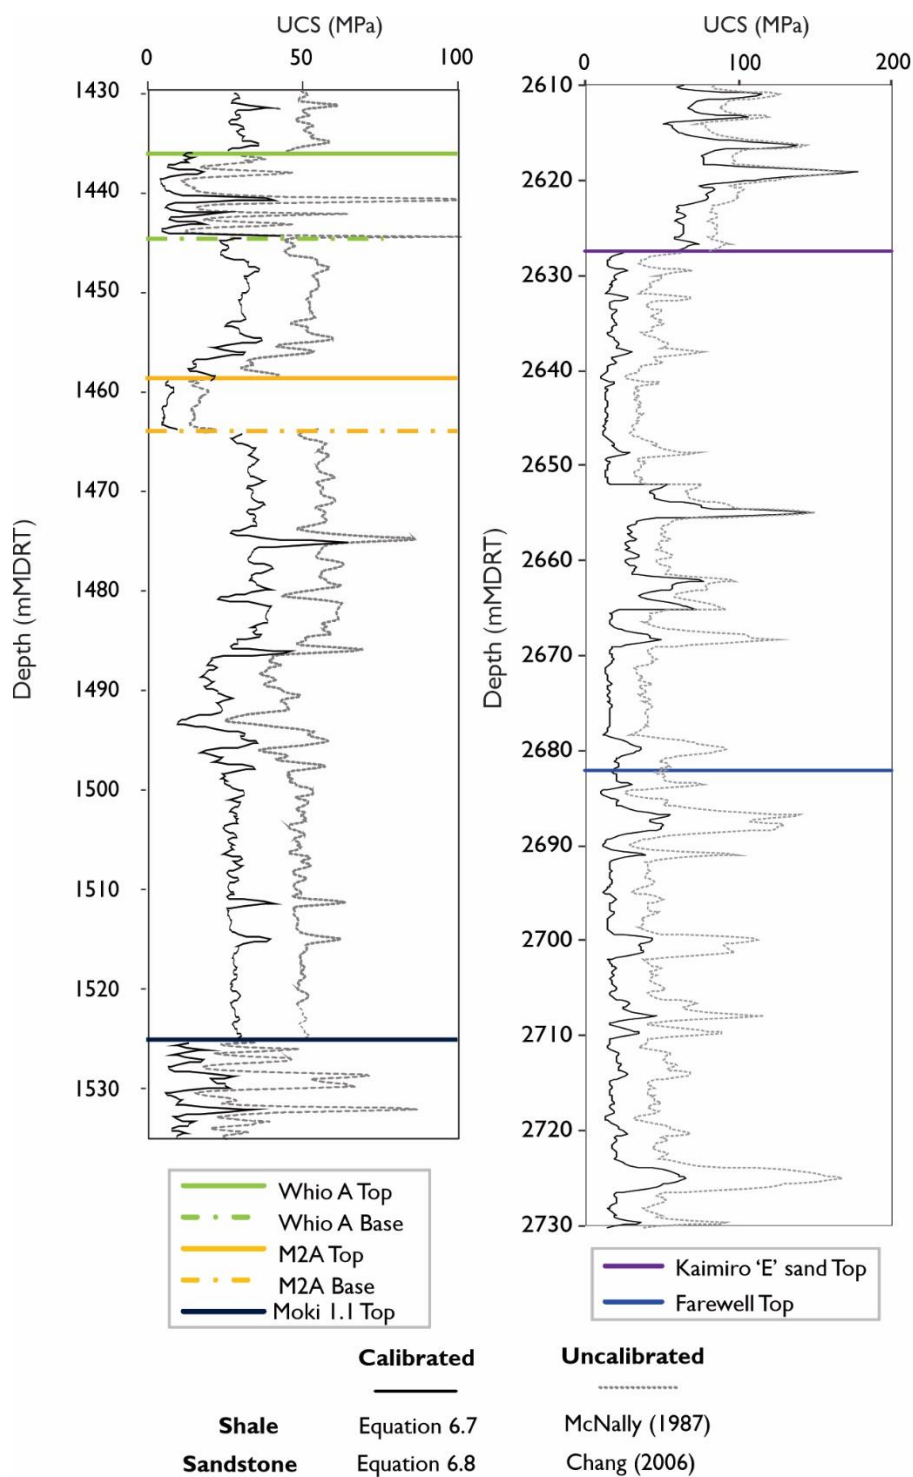 UCS (MPa)
0 50 100
Depth (mMDRT)
1430
1440
1450
1460
1470
1480
1490
1500
1510
1520
1530
Whio A Top
Whio A Base
M2A Top
M2A Base
Moki 1.1 Top
UCS (MPa)
0 100 200
Depth (mMDRT)
2610
2620
2630
2640
2650
2660
2670
2680
2690
2700
2710
2720
2730
Kaimiro ‘E’ sand Top
Farewell Top
Calibrated Uncalibrated
Shale Equation 6.7 McNally (1987)
Sandstone Equation 6.8 Chang (2006)